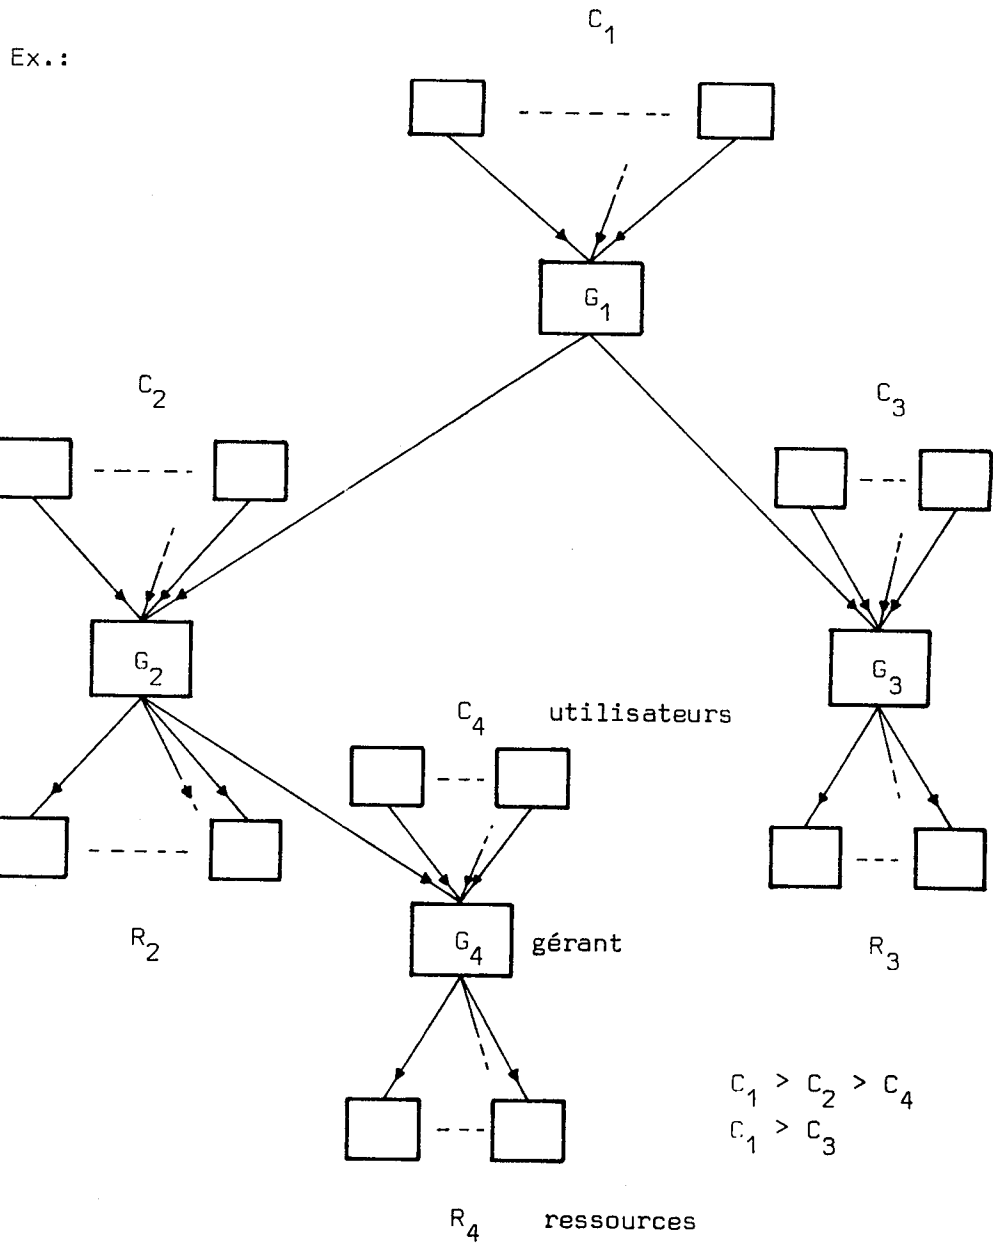 C₁
Ex.:
G₁
C₂
C₃
G₂
G₃
C₄ utilisateurs
R₂
G₄ gérant
R₃
C₁ > C₂ > C₄
C₁ > C₃
R₄ ressources